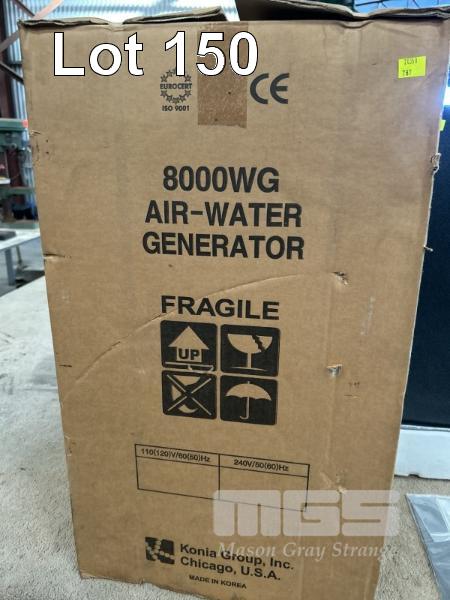 Lot 150
787
EUROCERT
ISO 9001
CE
8000WG
AIR-WATER
GENERATOR
FRAGILE
UP
110(120)V/60(50)Hz
240V/50(60)Hz
MGS
Mason Gray Strange
Konia Group, Inc.
Chicago, U.S.A.
MADE IN KOREA